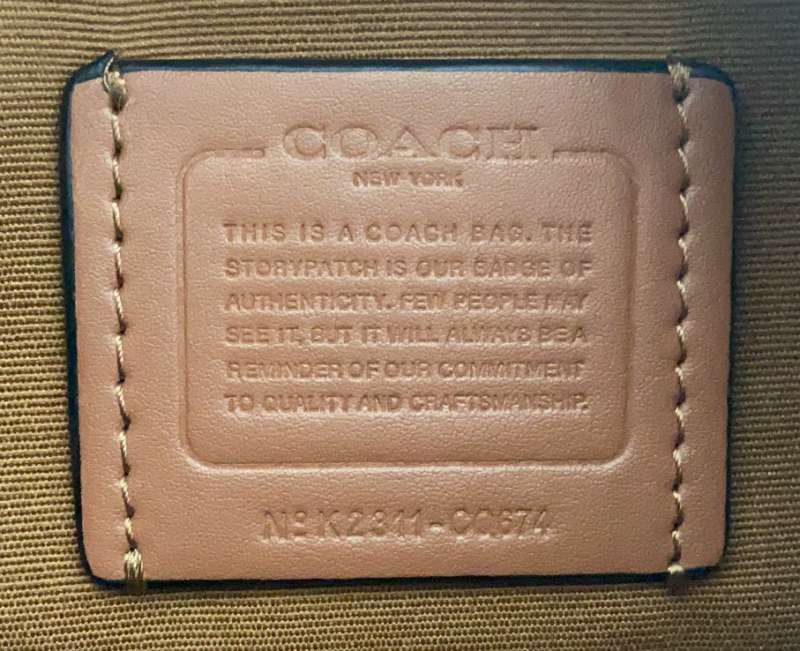 COACH
NEW YORK
THIS IS A COACH BAG. THE
STORYPATCH IS OUR BADGE OF
AUTHENTICITY. FEW PEOPLE MAY
SEE IT, BUT IT WILL ALWAYS BE A
REMINDER OF OUR COMMITMENT
TO QUALITY AND CRAFTSMANSHIP.
Nº K2311-CQ674